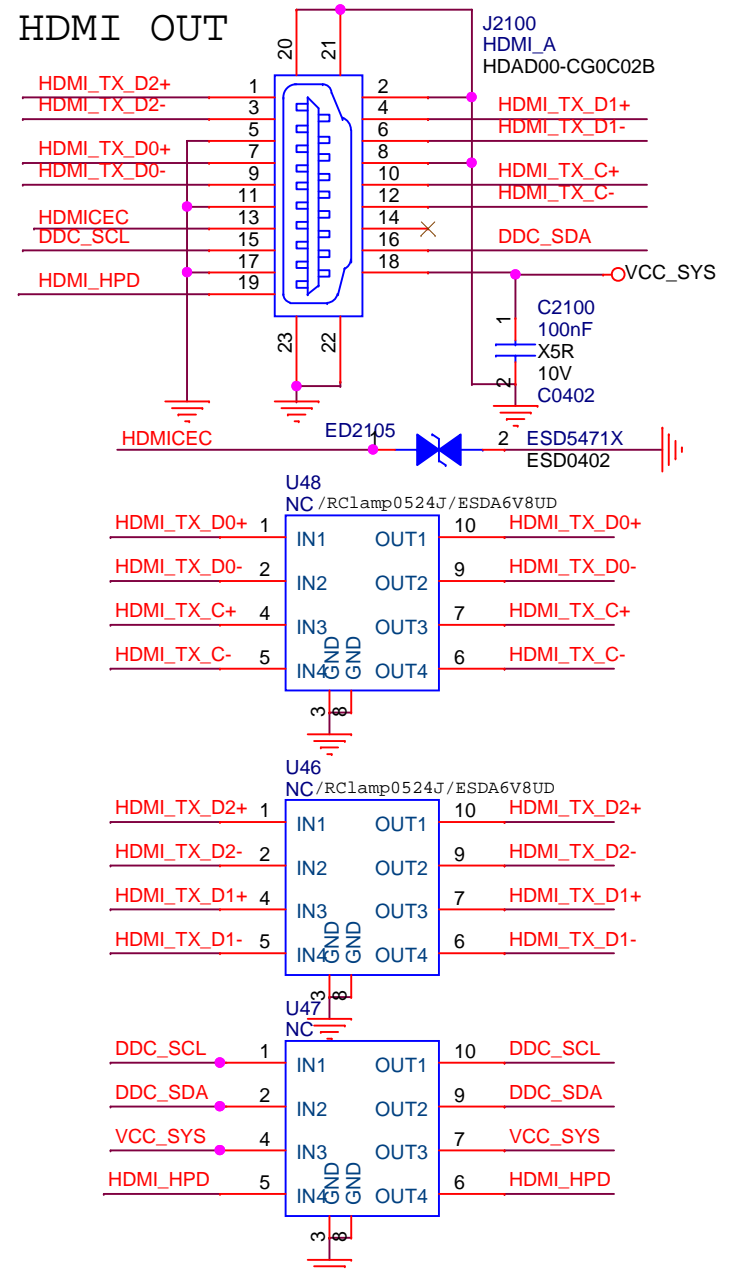 HDMI OUT
J2100
HDMI_A
HDAD00-CG0C02B
20 21
HDMI_TX_D2+ 1 2
HDMI_TX_D2- 3 4 HDMI_TX_D1+
5 6 HDMI_TX_D1-
HDMI_TX_D0+ 7 8
HDMI_TX_D0- 9 10 HDMI_TX_C+
11 12 HDMI_TX_C-
HDMICEC 13 14
DDC_SCL 15 16 DDC_SDA
17 18 VCC_SYS
HDMI_HPD 19
23 22
1 C2100
100nF
X5R
2 10V
C0402
HDMICEC ED2105 1 2 ESD5471X
ESD0402
U48
NC /RClamp0524J/ESDA6V8UD
HDMI_TX_D0+ 1 IN1 OUT1 10 HDMI_TX_D0+
HDMI_TX_D0- 2 IN2 OUT2 9 HDMI_TX_D0-
HDMI_TX_C+ 4 IN3 OUT3 7 HDMI_TX_C+
HDMI_TX_C- 5 IN4 OUT4 6 HDMI_TX_C-
GND GND
3 8
U46
NC /RClamp0524J/ESDA6V8UD
HDMI_TX_D2+ 1 IN1 OUT1 10 HDMI_TX_D2+
HDMI_TX_D2- 2 IN2 OUT2 9 HDMI_TX_D2-
HDMI_TX_D1+ 4 IN3 OUT3 7 HDMI_TX_D1+
HDMI_TX_D1- 5 IN4 OUT4 6 HDMI_TX_D1-
GND GND
3 8
U47
NC
DDC_SCL 1 IN1 OUT1 10 DDC_SCL
DDC_SDA 2 IN2 OUT2 9 DDC_SDA
VCC_SYS 4 IN3 OUT3 7 VCC_SYS
HDMI_HPD 5 IN4 OUT4 6 HDMI_HPD
GND GND
3 8